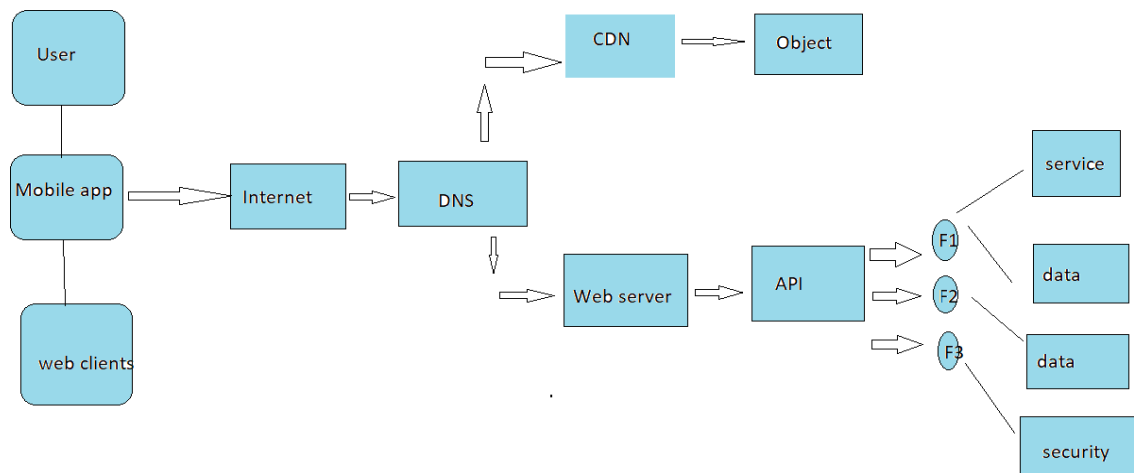 User
Mobile app
web clients
Internet
DNS
CDN
Object
Web server
API
F1
F2
F3
service
data
data
security